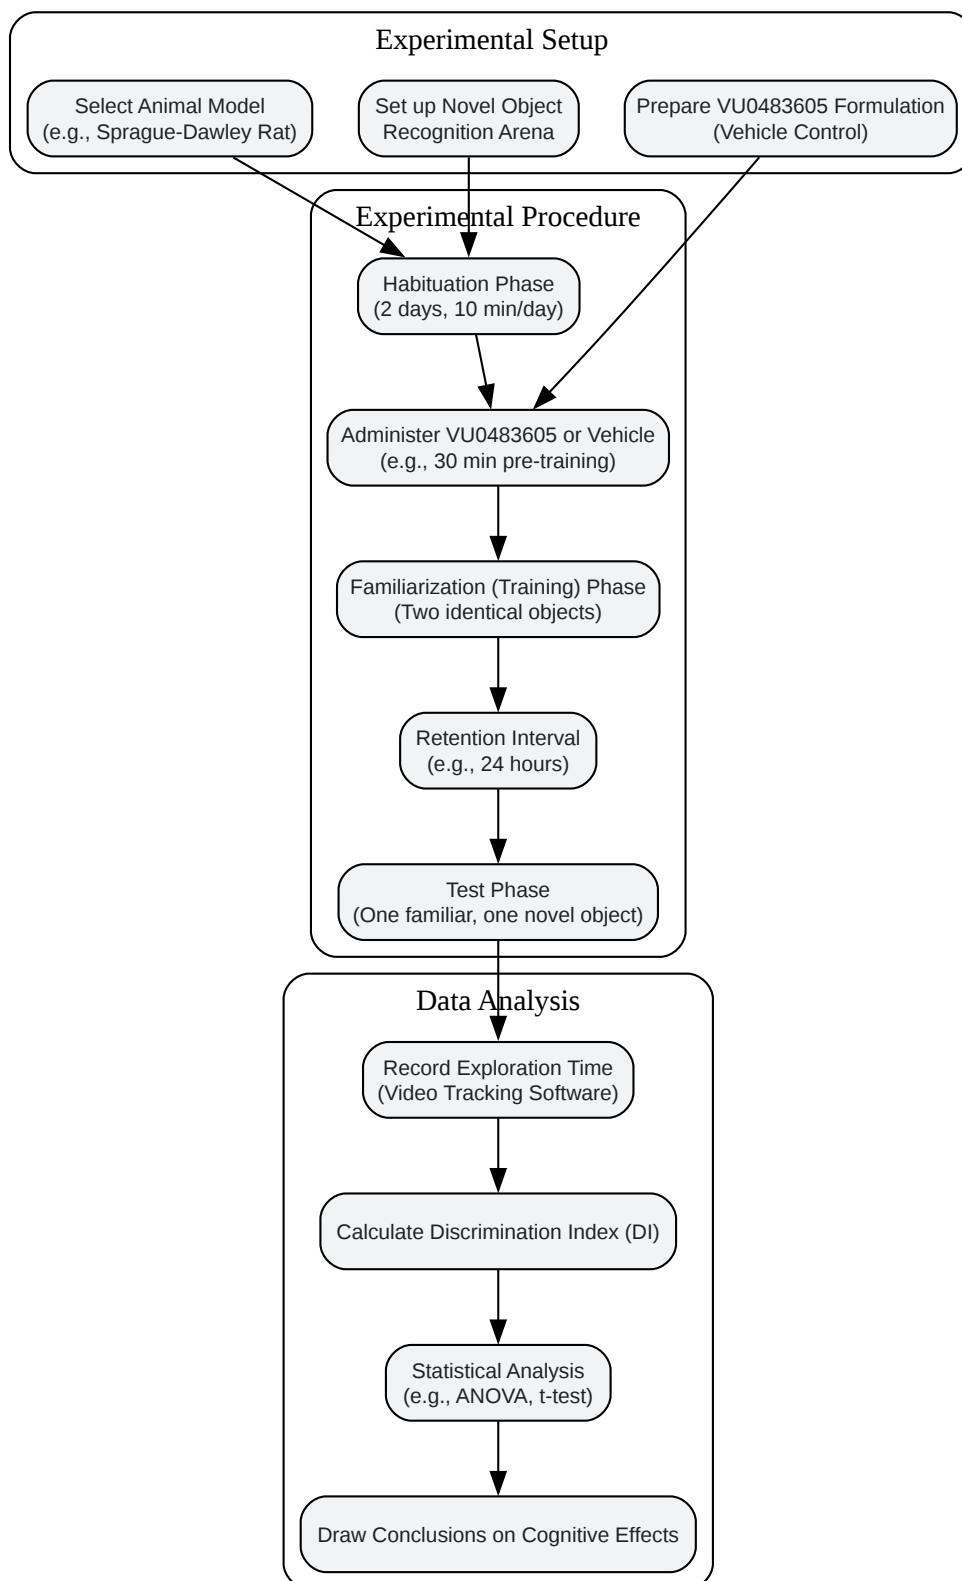 Experimental Setup
Select Animal Model
(e.g., Sprague-Dawley Rat)
Set up Novel Object
Recognition Arena
Prepare VU0483605 Formulation
(Vehicle Control)
Experimental Procedure
Habituation Phase
(2 days, 10 min/day)
Administer VU0483605 or Vehicle
(e.g., 30 min pre-training)
Familiarization (Training) Phase
(Two identical objects)
Retention Interval
(e.g., 24 hours)
Test Phase
(One familiar, one novel object)
Data Analysis
Record Exploration Time
(Video Tracking Software)
Calculate Discrimination Index (DI)
Statistical Analysis
(e.g., ANOVA, t-test)
Draw Conclusions on Cognitive Effects